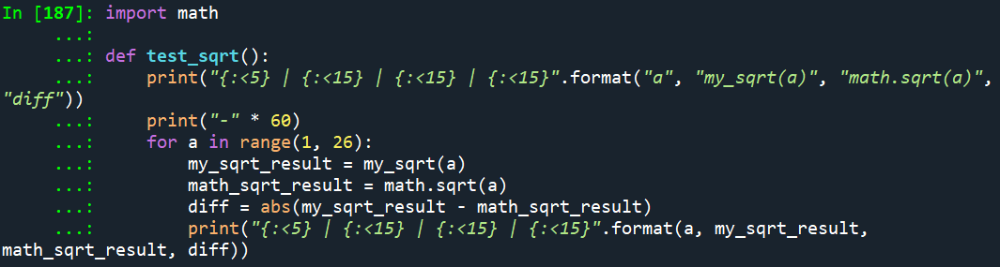 In [187]: import math
     ...:
     ...: def test_sqrt():
     ...:     print("{:<5} | {:<15} | {:<15} | {:<15}".format("a", "my_sqrt(a)", "math.sqrt(a)",
"diff"))
     ...:     print("-" * 60)
     ...:     for a in range(1, 26):
     ...:         my_sqrt_result = my_sqrt(a)
     ...:         math_sqrt_result = math.sqrt(a)
     ...:         diff = abs(my_sqrt_result - math_sqrt_result)
     ...:         print("{:<5} | {:<15} | {:<15} | {:<15}".format(a, my_sqrt_result,
math_sqrt_result, diff))